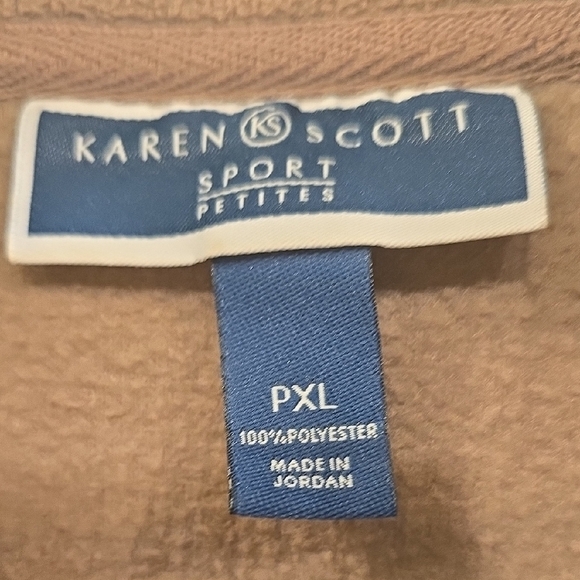 KAREN KS SCOTT
SPORT
PETITES
PXL
100%POLYESTER
MADE IN
JORDAN